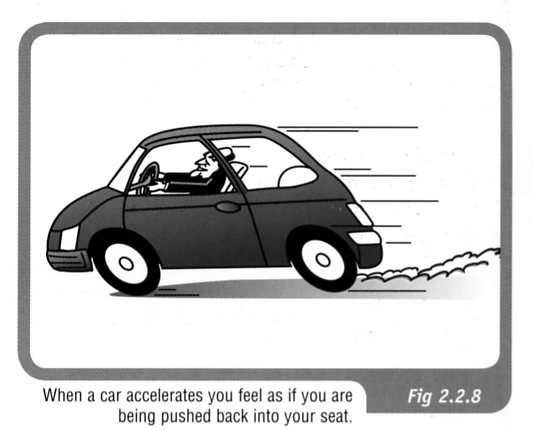 When a car accelerates you feel as if you are
being pushed back into your seat.
Fig 2.2.8